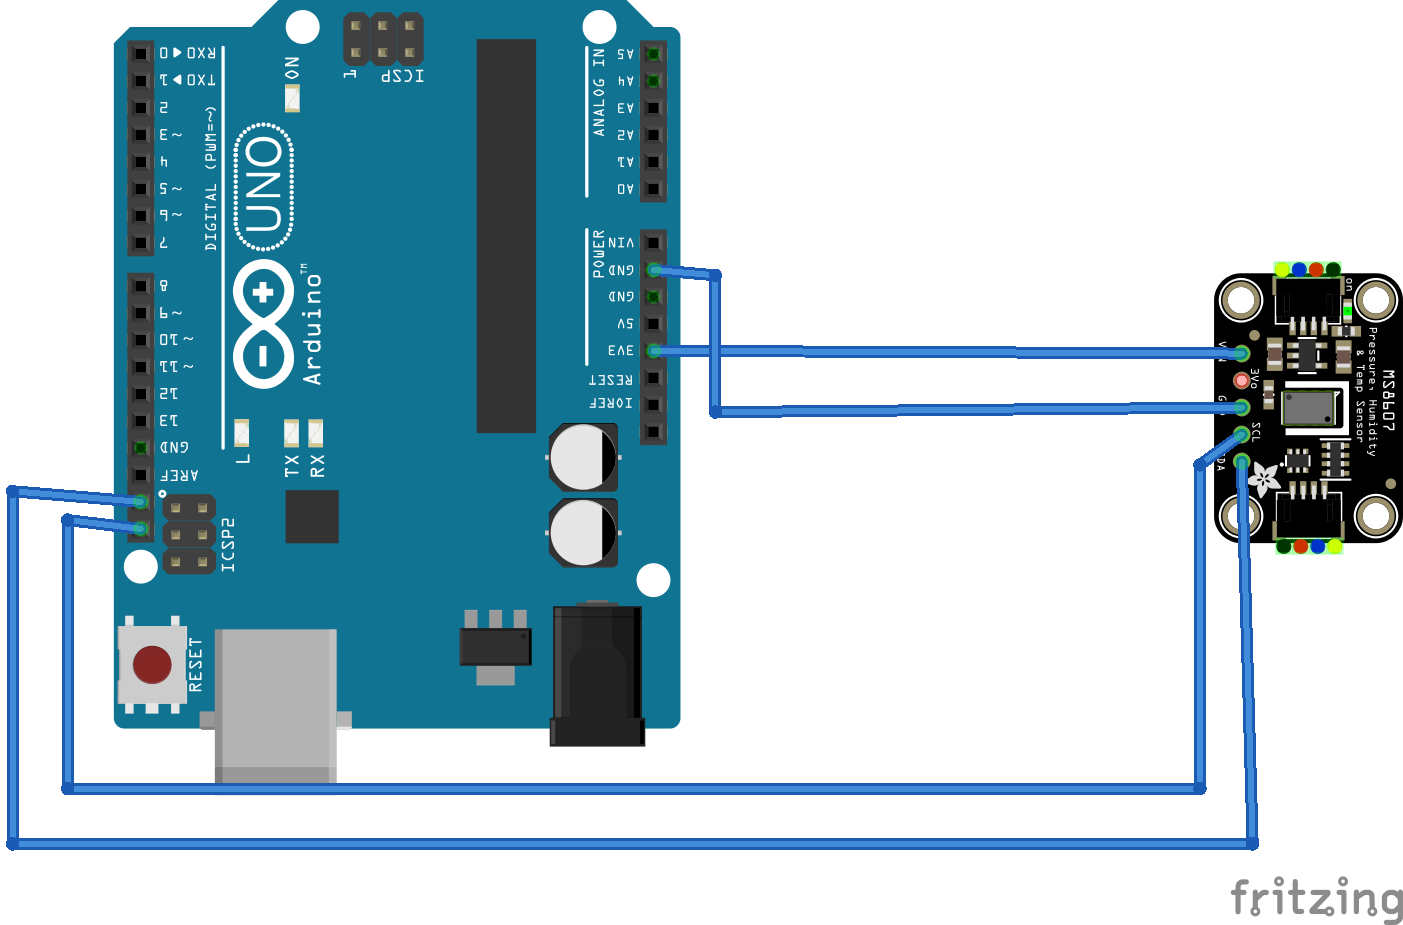 RX0◀0
TX0▶1
2
~3
4
~5
~6
7
DIGITAL (PWM=~)
8
~9
~10
~11
12
13
GND
AREF
ON
1
ICSP
UNO
Arduino™
L
TX
RX
ICSP2
RESET
ANALOG IN
A5
A4
A3
A2
A1
A0
POWER
VIN
GND
GND
5V
3V3
RESET
IOREF
on
3Vo
SCL
MS8607
Pressure, Humidity
& Temp Sensor
fritzing